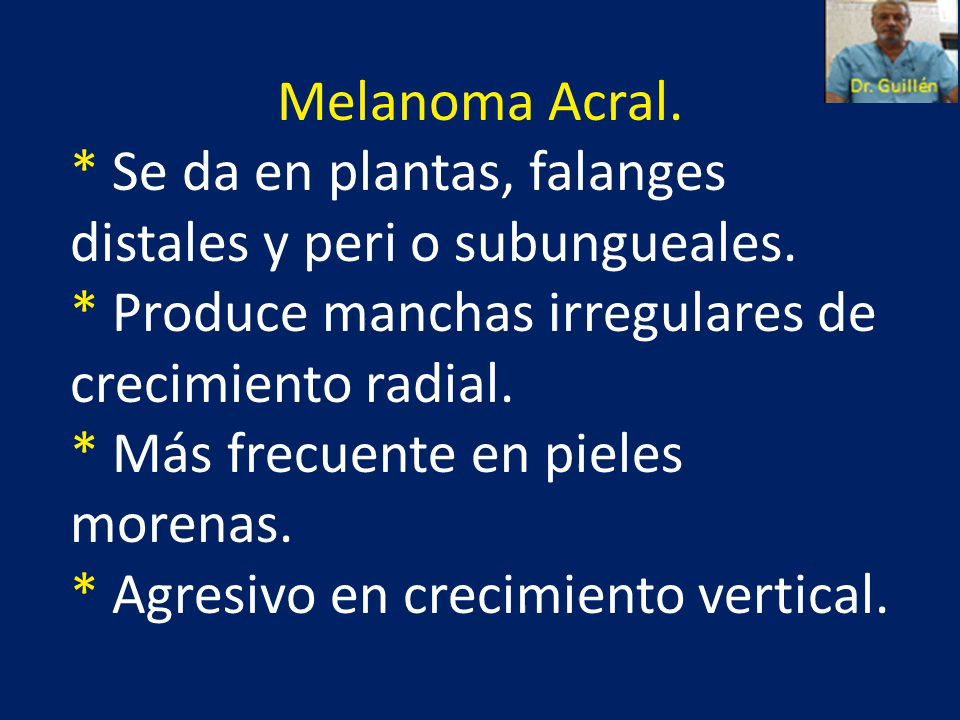 Dr. Guillén
Melanoma Acral.
* Se da en plantas, falanges
distales y peri o subungueales.
* Produce manchas irregulares de
crecimiento radial.
* Más frecuente en pieles
morenas.
* Agresivo en crecimiento vertical.